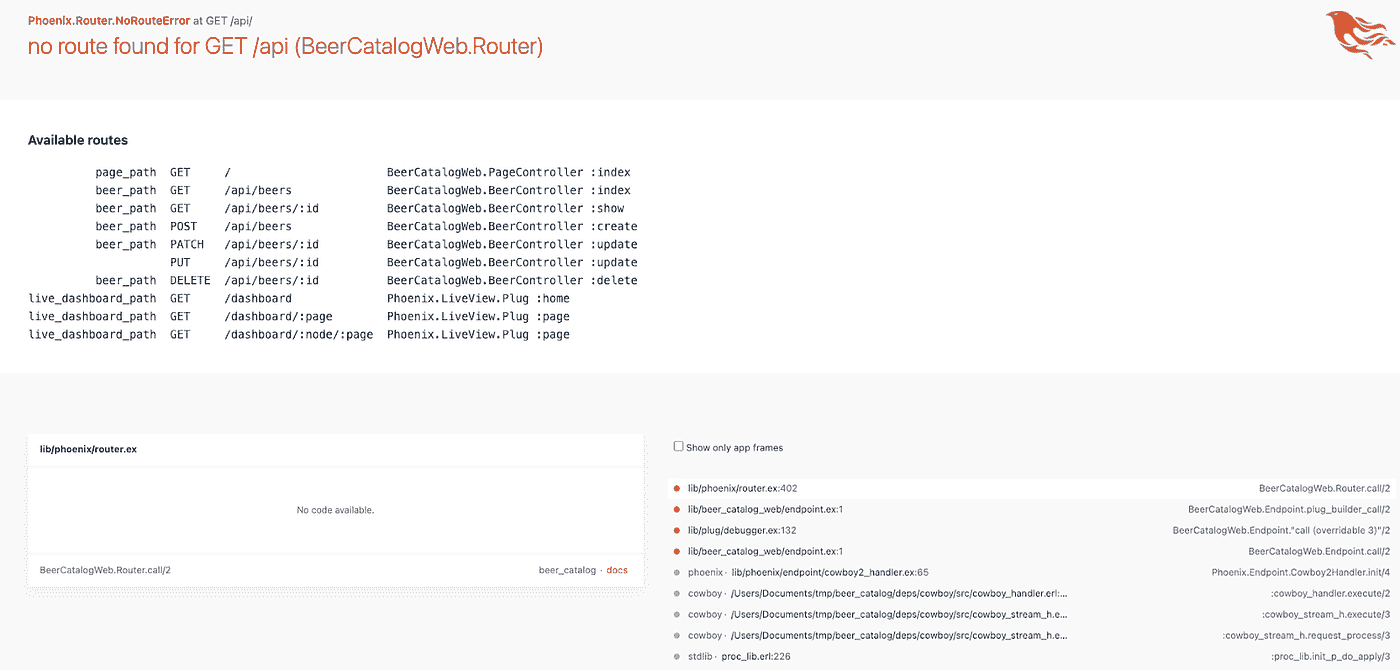 Phoenix.Router.NoRouteError at GET /api/
no route found for GET /api (BeerCatalogWeb.Router)
Available routes
page_path GET / BeerCatalogWeb.PageController :index
beer_path GET /api/beers BeerCatalogWeb.BeerController :index
beer_path GET /api/beers/:id BeerCatalogWeb.BeerController :show
beer_path POST /api/beers BeerCatalogWeb.BeerController :create
beer_path PATCH /api/beers/:id BeerCatalogWeb.BeerController :update
PUT /api/beers/:id BeerCatalogWeb.BeerController :update
beer_path DELETE /api/beers/:id BeerCatalogWeb.BeerController :delete
live_dashboard_path GET /dashboard Phoenix.LiveView.Plug :home
live_dashboard_path GET /dashboard/:page Phoenix.LiveView.Plug :page
live_dashboard_path GET /dashboard/:node/:page Phoenix.LiveView.Plug :page
lib/phoenix/router.ex
No code available.
BeerCatalogWeb.Router.call/2 beer_catalog · docs
Show only app frames
lib/phoenix/router.ex:402 BeerCatalogWeb.Router.call/2
lib/beer_catalog_web/endpoint.ex:1 BeerCatalogWeb.Endpoint.plug_builder_call/2
lib/plug/debugger.ex:132 BeerCatalogWeb.Endpoint."call (overridable 3)"/2
lib/beer_catalog_web/endpoint.ex:1 BeerCatalogWeb.Endpoint.call/2
phoenix · lib/phoenix/endpoint/cowboy2_handler.ex:65 Phoenix.Endpoint.Cowboy2Handler.init/4
cowboy · /Users/Documents/tmp/beer_catalog/deps/cowboy/src/cowboy_handler.erl:... :cowboy_handler.execute/2
cowboy · /Users/Documents/tmp/beer_catalog/deps/cowboy/src/cowboy_stream_h.e... :cowboy_stream_h.execute/3
cowboy · /Users/Documents/tmp/beer_catalog/deps/cowboy/src/cowboy_stream_h.e... :cowboy_stream_h.request_process/3
stdlib · proc_lib.erl:226 :proc_lib.init_p_do_apply/3